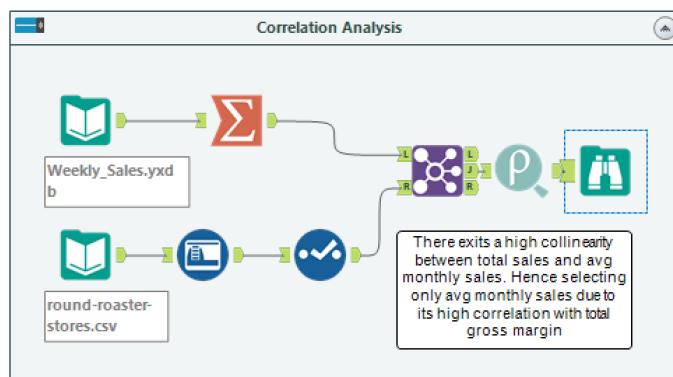 Correlation Analysis
Weekly_Sales.yxd
b
L
R
L
J
R
ρ
There exits a high collinearity
between total sales and avg
monthly sales. Hence selecting
only avg monthly sales due to
its high correlation with total
gross margin
round-roaster-
stores.csv